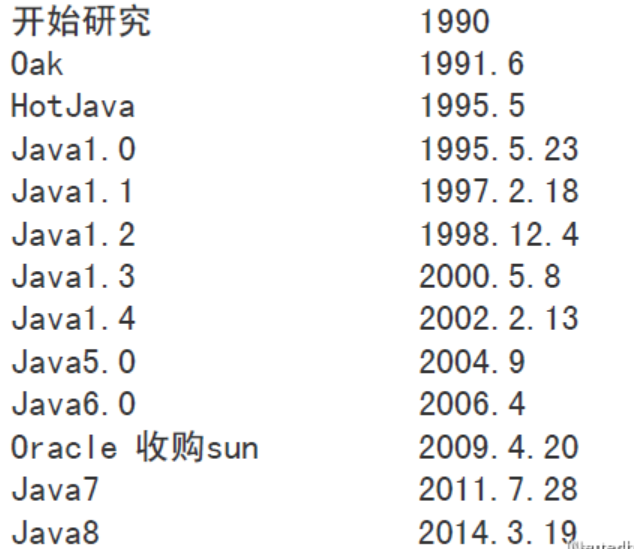 开始研究 1990
Oak 1991.6
HotJava 1995.5
Java1.0 1995.5.23
Java1.1 1997.2.18
Java1.2 1998.12.4
Java1.3 2000.5.8
Java1.4 2002.2.13
Java5.0 2004.9
Java6.0 2006.4
Oracle 收购sun 2009.4.20
Java7 2011.7.28
Java8 2014.3.19